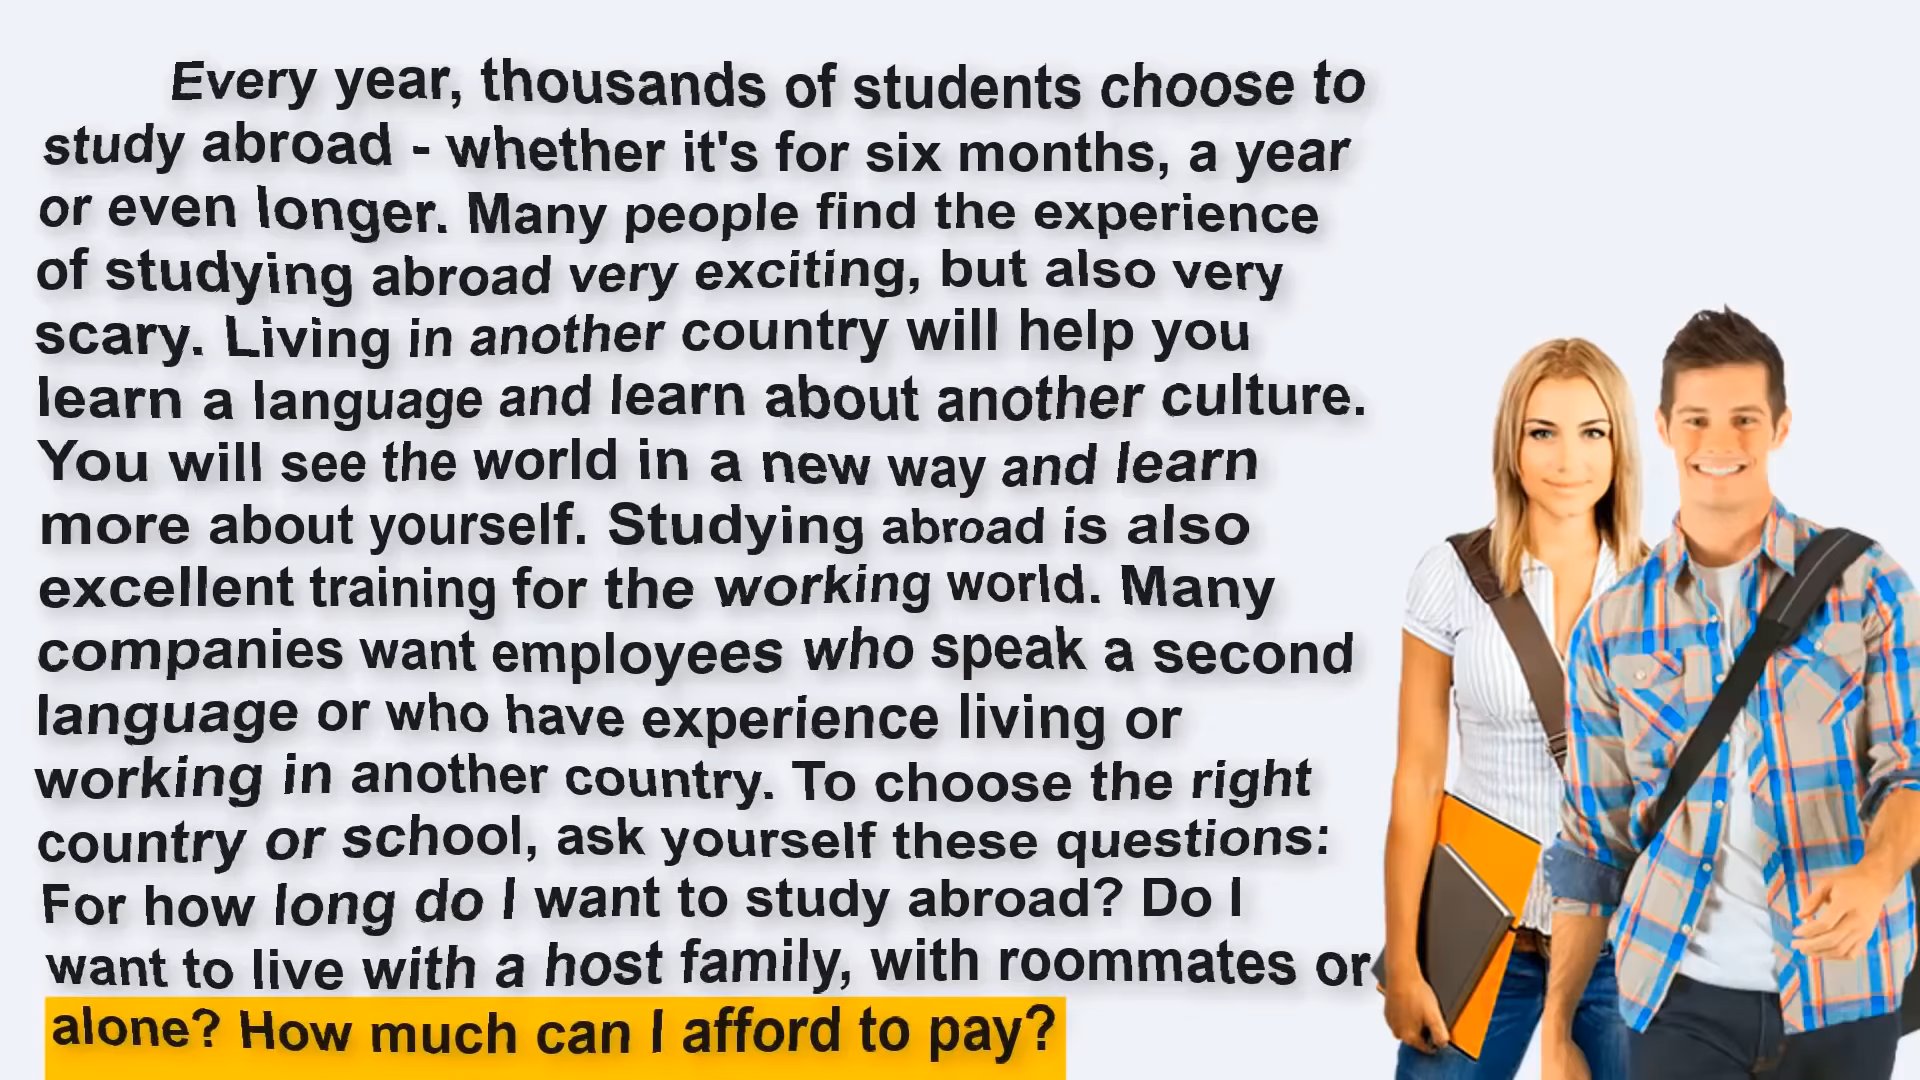 Every year, thousands of students choose to
study abroad - whether it's for six months, a year
or even longer. Many people find the experience
of studying abroad very exciting, but also very
scary. Living in another country will help you
learn a language and learn about another culture.
You will see the world in a new way and learn
more about yourself. Studying abroad is also
excellent training for the working world. Many
companies want employees who speak a second
language or who have experience living or
working in another country. To choose the right
country or school, ask yourself these questions:
For how long do I want to study abroad? Do I
want to live with a host family, with roommates or
alone? How much can I afford to pay?